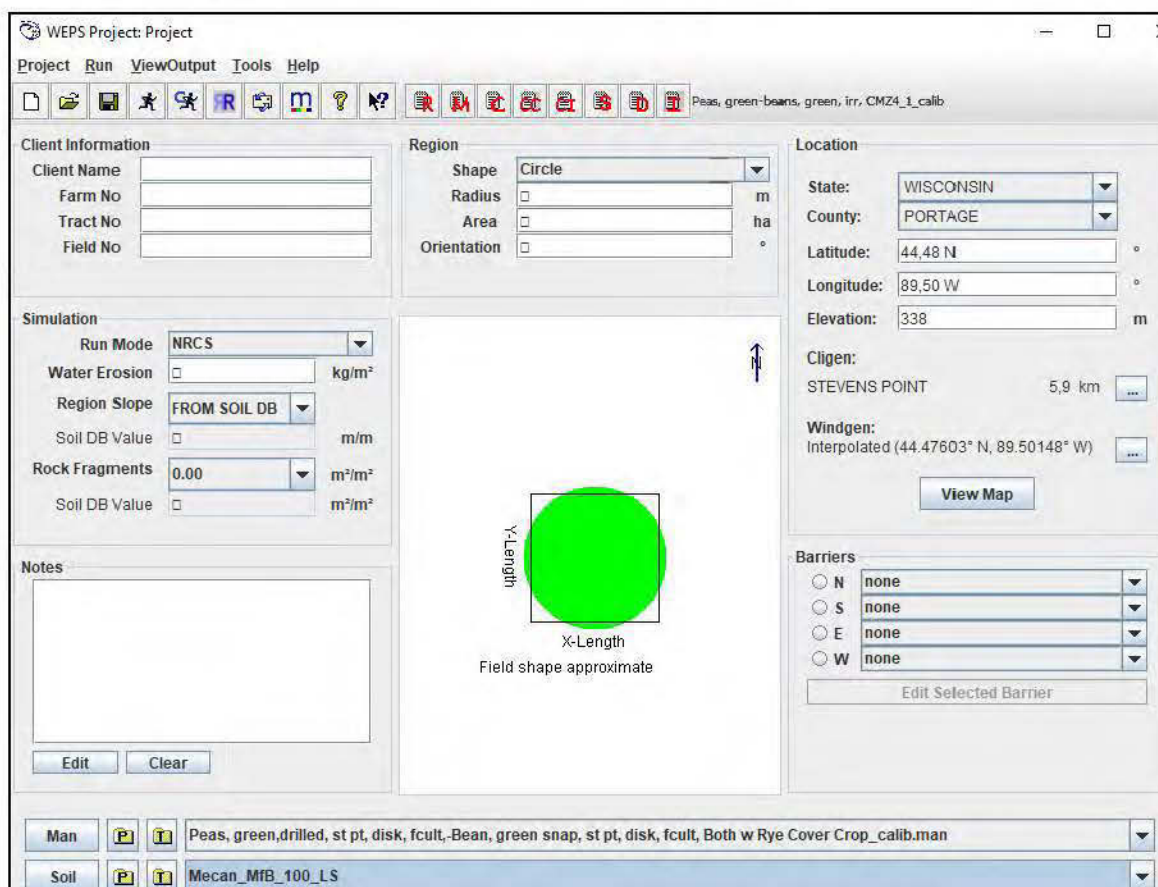 WEPS Project: Project
Project Run ViewOutput Tools Help
R M C C I S D I Peas, green-beans, green, irr, CMZ4_1_calib
Client Information
Client Name
Farm No
Tract No
Field No
Region
Shape Circle
Radius m
Area ha
Orientation °
Location
State: WISCONSIN
County: PORTAGE
Latitude: 44,48 N °
Longitude: 89,50 W °
Elevation: 338 m
Cligen:
STEVENS POINT 5,9 km ...
Windgen:
Interpolated (44.47603° N, 89.50148° W) ...
View Map
Simulation
Run Mode NRCS
Water Erosion kg/m²
Region Slope FROM SOIL DB
Soil DB Value m/m
Rock Fragments 0.00 m²/m²
Soil DB Value m²/m²
N
Y-Length
X-Length
Field shape approximate
Notes
Edit Clear
Barriers
N none
S none
E none
W none
Edit Selected Barrier
Man P T Peas, green,drilled, st pt, disk, fcult,-Bean, green snap, st pt, disk, fcult, Both w Rye Cover Crop_calib.man
Soil P T Mecan_MfB_100_LS